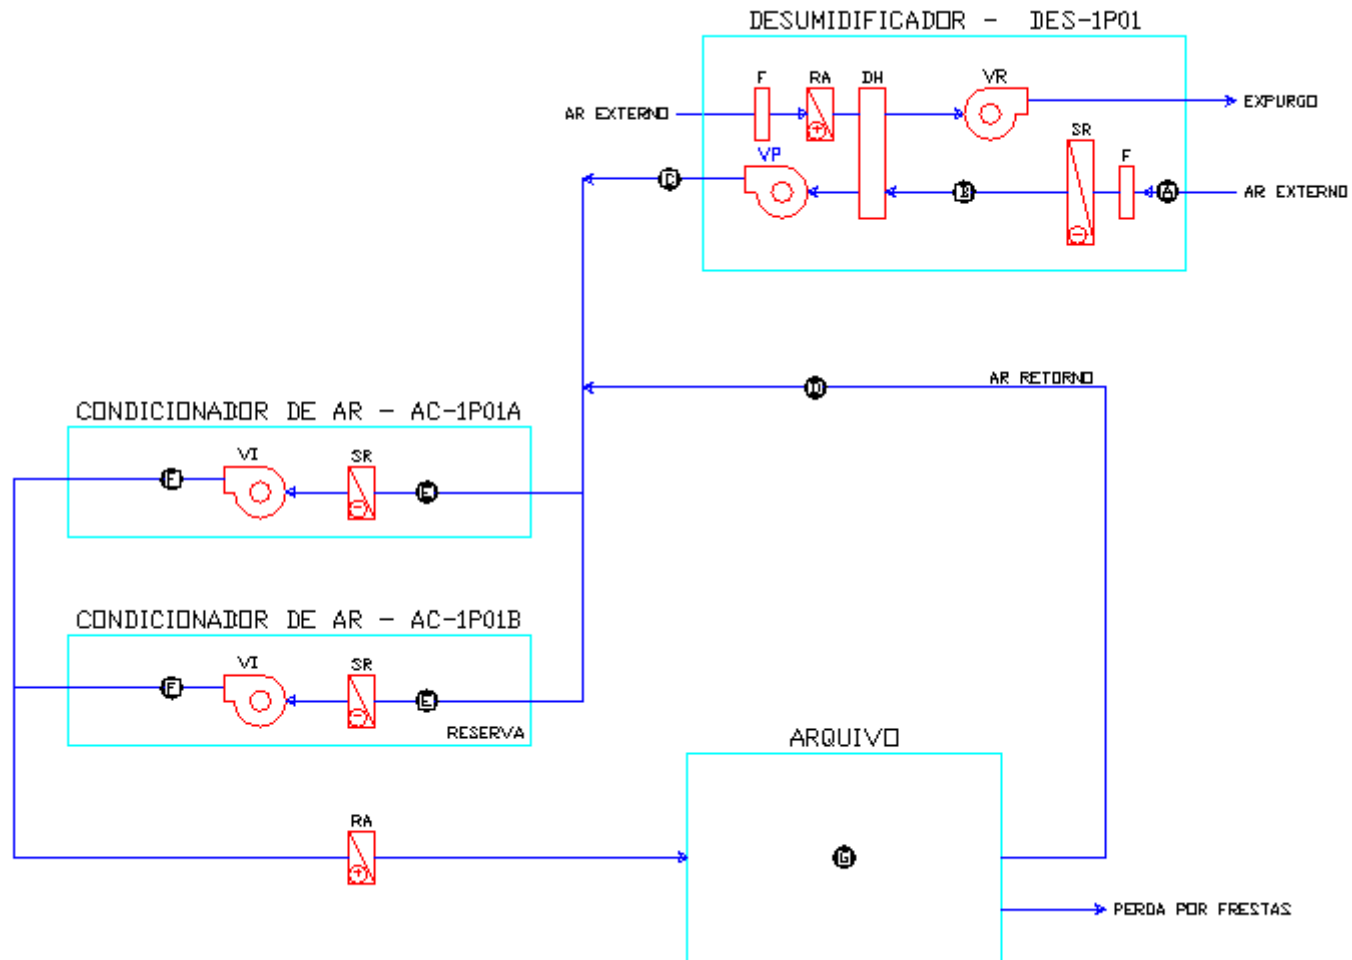 DESUMIDIFICADOR - DES-1P01
F RA DH VR
AR EXTERNO
EXPURGO
VP
SR
F
C
B
A
AR EXTERNO
AR RETORNO
D
CONDICIONADOR DE AR - AC-1P01A
VI SR
F
E
CONDICIONADOR DE AR - AC-1P01B
VI SR
F
E
RESERVA
ARQUIVO
RA
G
PERDA POR FRESTAS